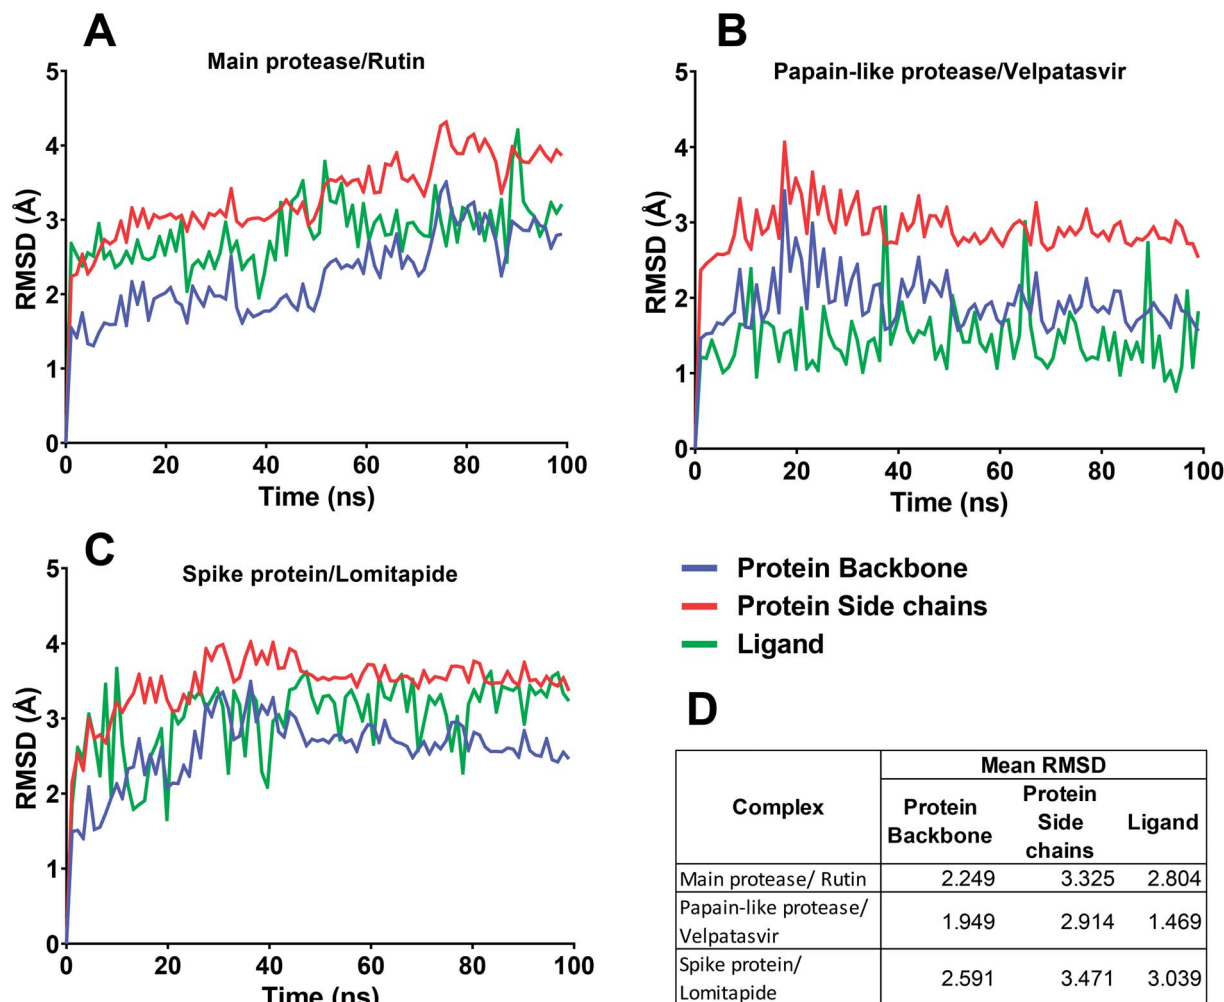 A
Main protease/Rutin
5
4
3
2
1
0
RMSD (Å)
0 20 40 60 80 100
Time (ns)
B
Papain-like protease/Velpatasvir
5
4
3
2
1
0
RMSD (Å)
0 20 40 60 80 100
Time (ns)
C
Spike protein/Lomitapide
5
4
3
2
1
0
RMSD (Å)
0 20 40 60 80 100
Time (ns)
Protein Backbone
Protein Side chains
Ligand
D
Complex
Mean RMSD
Protein
Backbone
Protein
Side
chains
Ligand
Main protease/ Rutin 2.249 3.325 2.804
Papain-like protease/
Velpatasvir
1.949 2.914 1.469
Spike protein/
Lomitapide
2.591 3.471 3.039